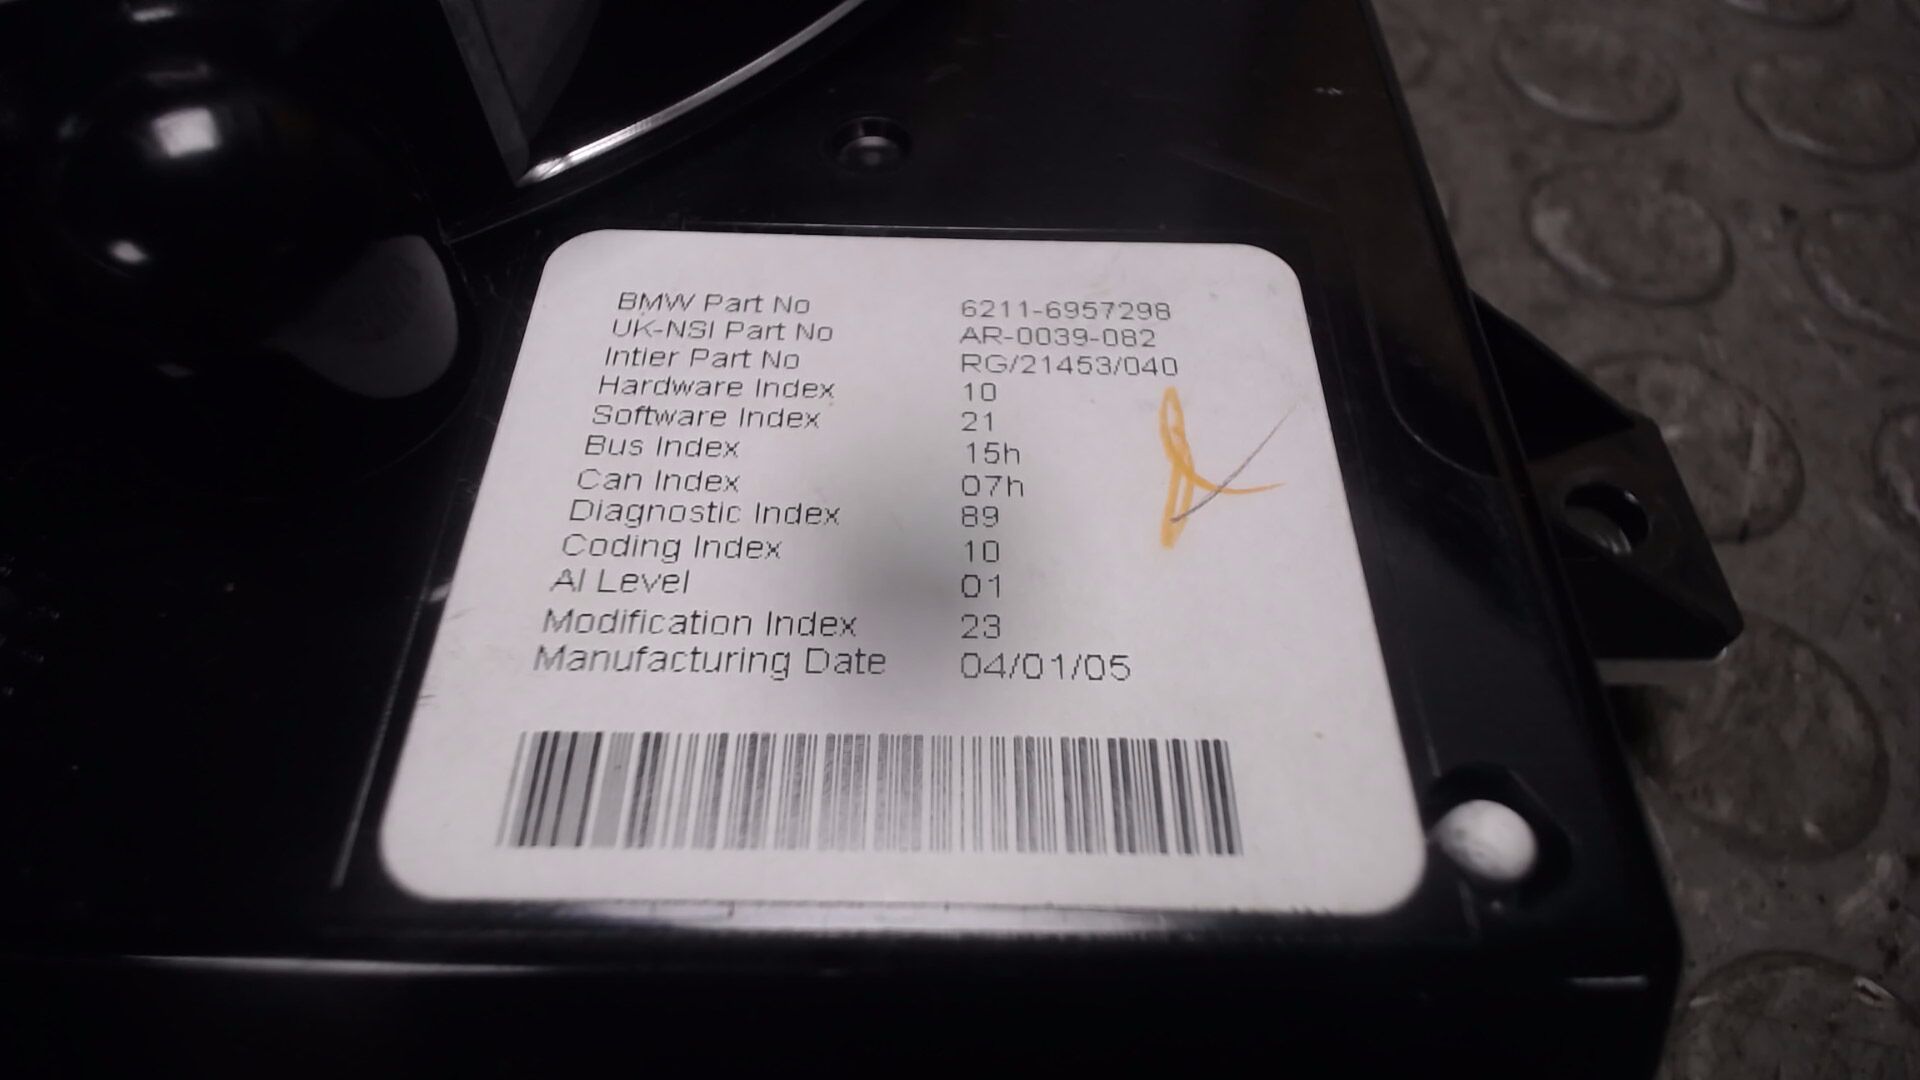 BMW Part No 6211-6957298
UK-NSI Part No AR-0039-082
Intier Part No RG/21453/040
Hardware Index 10
Software Index 21
Bus Index 15h
Can Index 07h
Diagnostic Index 89
Coding Index 10
AI Level 01
Modification Index 23
Manufacturing Date 04/01/05